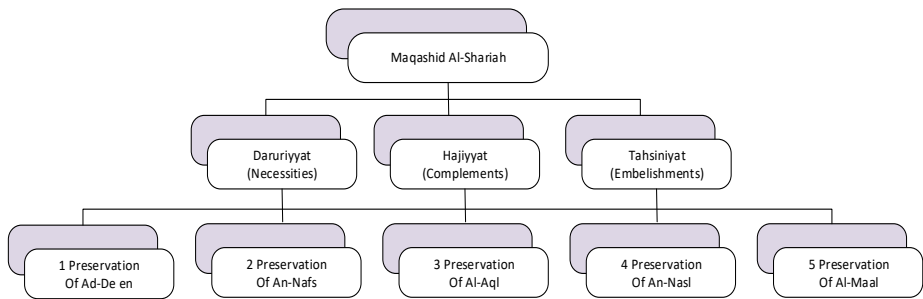 Maqashid Al-Shariah
Daruriyyat
(Necessities)
Hajiyyat
(Complements)
Tahsiniyat
(Embelishments)
1 Preservation
Of Ad-De en
2 Preservation
Of An-Nafs
3 Preservation
Of Al-Aql
4 Preservation
Of An-Nasl
5 Preservation
Of Al-Maal